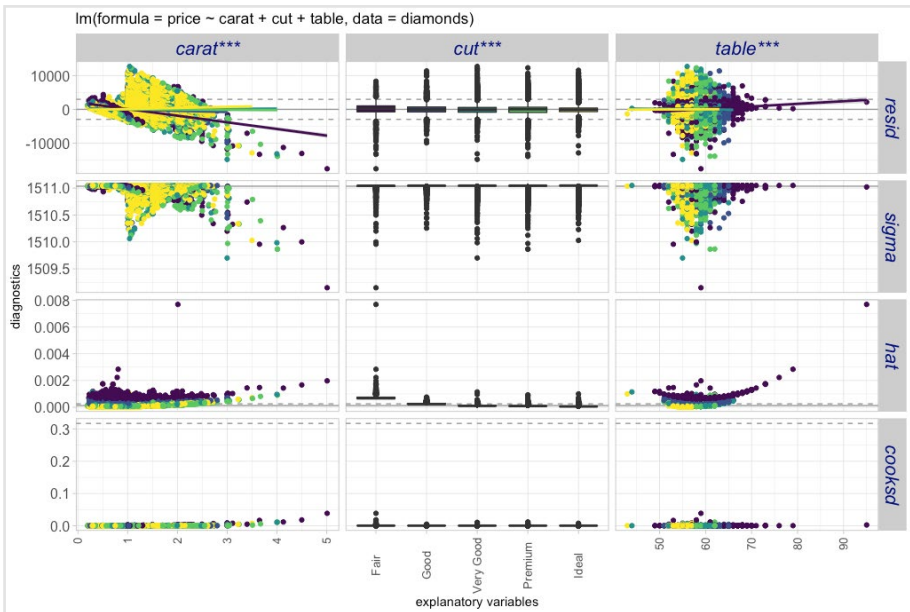 lm(formula = price ~ carat + cut + table, data = diamonds)
carat***
cut***
table***
10000
0
-10000
resid
1511.0
1510.5
1510.0
1509.5
sigma
diagnostics
0.008
0.006
0.004
0.002
0.000
hat
0.3
0.2
0.1
0.0
cooksd
0
1
2
3
4
5
Fair
Good
Very Good
Premium
Ideal
50
60
70
80
90
explanatory variables